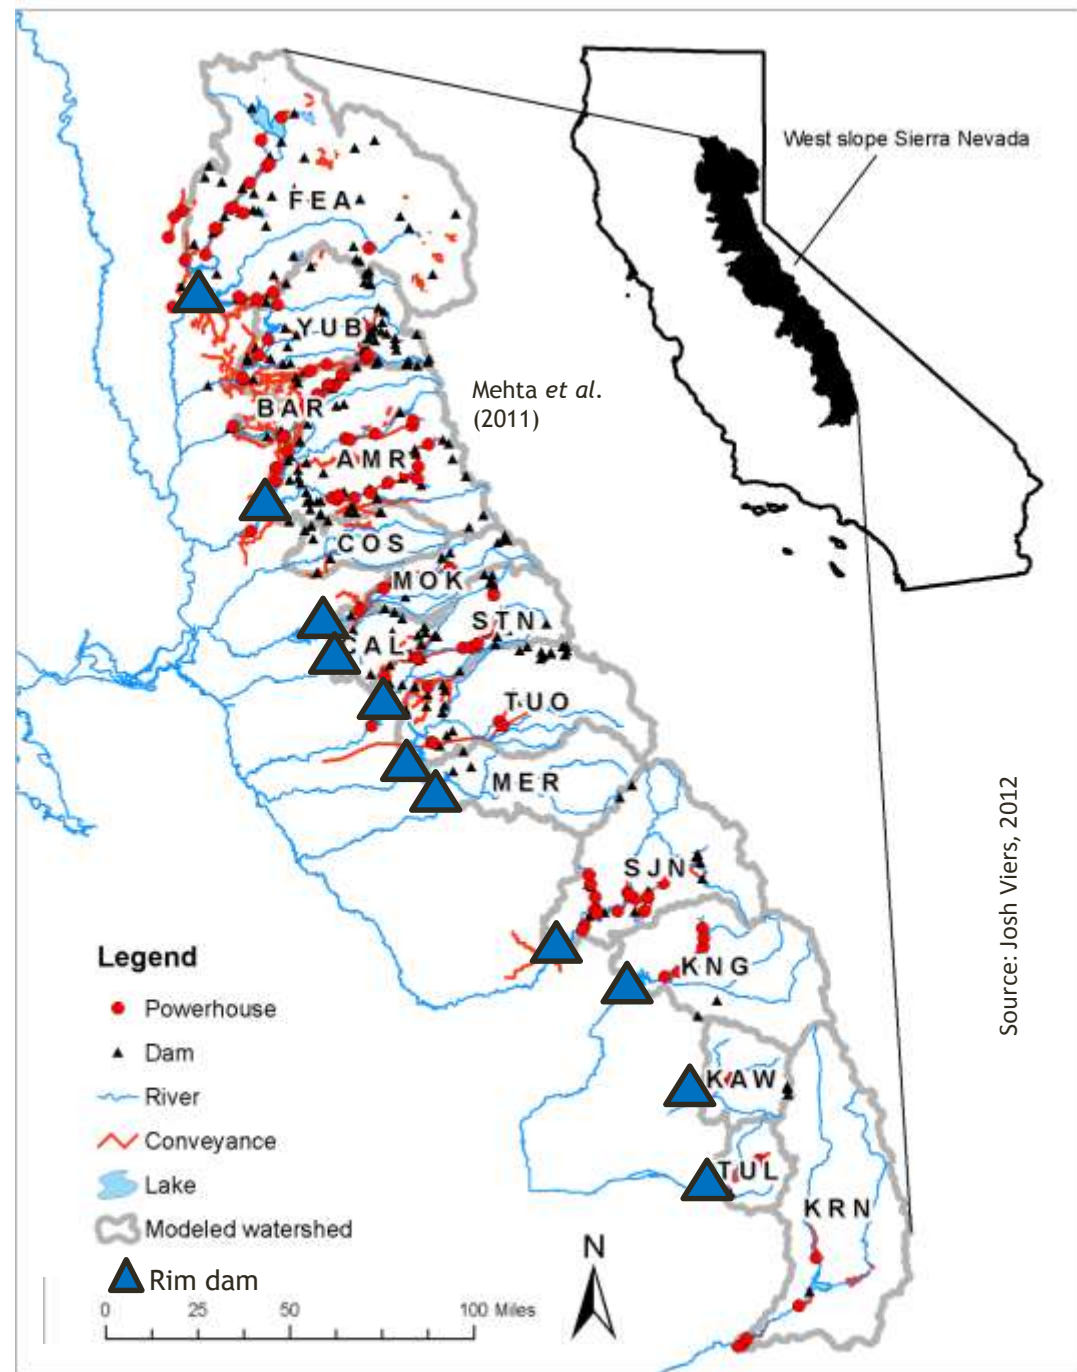 West slope Sierra Nevada
FEA
YUB
Mehta et al.
(2011)
BAR
AMR
COS
MOK
STN
CAL
TUO
MER
SJN
KNG
KAW
TUL
KRN
Source: Josh Viers, 2012
Legend
Powerhouse
Dam
River
Conveyance
Lake
Modeled watershed
Rim dam
N
0 25 50 100 Miles